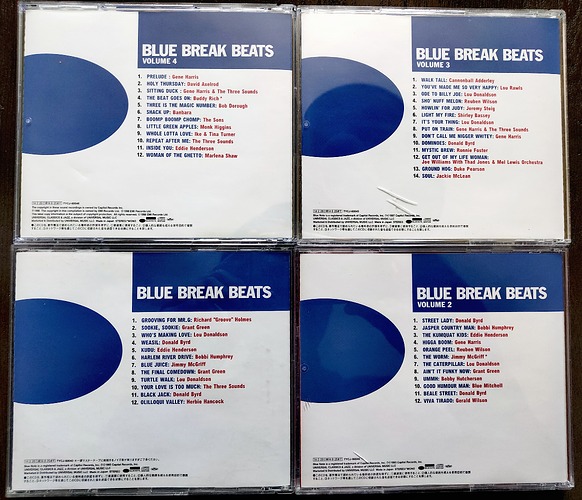 BLUE BREAK BEATS
VOLUME 4
1. PRELUDE : Gene Harris
2. HOLY THURSDAY: David Axelrod
3. SITTING DUCK : Gene Harris & The Three Sounds
4. THE BEAT GOES ON: Buddy Rich*
5. THREE IS THE MAGIC NUMBER: Bob Dorough
6. SHACK UP: Banbara
7. BOOMP BOOMP CHOMP: The Sons
8. LITTLE GREEN APPLES: Monk Higgins
9. WHOLE LOTTA LOVE: Ike & Tina Turner
10. REPEAT AFTER ME: The Three Sounds
11. INSIDE YOU: Eddie Henderson
12. WOMAN OF THE GHETTO: Marlena Shaw
BLUE BREAK BEATS
VOLUME 3
1. WALK TALL: Cannonball Adderley
2. YOU'VE MADE ME SO VERY HAPPY: Lou Rawls
3. ODE TO BILLY JOE: Lou Donaldson
4. SHO' NUFF MELON: Reuben Wilson
5. HOWLIN' FOR JUDY: Jeremy Steig
6. LIGHT MY FIRE: Shirley Bassey
7. IT'S YOUR THING: Lou Donaldson
8. PUT ON TRAIN: Gene Harris & The Three Sounds
9. DON'T CALL ME NIGGER WHITEY: Gene Harris
10. DOMINOES: Donald Byrd
11. MYSTIC BREW: Ronnie Foster
12. GET OUT OF MY LIFE WOMAN:
Joe Williams With Thad Jones & Mel Lewis Orchestra
13. GROUND HOG: Duke Pearson
14. SOUL: Jackie McLean
BLUE BREAK BEATS
1. GROOVING FOR MR.G: Richard "Groove" Holmes
2. SOOKIE, SOOKIE: Grant Green
3. WHO'S MAKING LOVE: Lou Donaldson
4. WEASIL: Donald Byrd
5. KUDU: Eddie Henderson
6. HARLEM RIVER DRIVE: Bobbi Humphrey
7. BLUE JUICE: Jimmy McGriff
8. THE FINAL COMEDOWN: Grant Green
9. TURTLE WALK: Lou Donaldson
10. YOUR LOVE IS TOO MUCH: The Three Sounds
11. BLACK JACK: Donald Byrd
12. OLILOQUI VALLEY: Herbie Hancock
BLUE BREAK BEATS
VOLUME 2
1. STREET LADY: Donald Byrd
2. JASPER COUNTRY MAN: Bobbi Humphrey
3. THE KUMQUAT KIDS: Eddie Henderson
4. HIGGA BOOM: Gene Harris
5. ORANGE PEEL: Reuben Wilson
6. THE WORM: Jimmy McGriff*
7. THE CATERPILLAR: Lou Donaldson
8. AIN'T IT FUNKY NOW: Grant Green
9. UMMH: Bobby Hutcherson
10. GOOD HUMOUR MAN: Blue Mitchell
11. BEALE STREET: Donald Byrd
12. VIVA TIRADO: Gerald Wilson